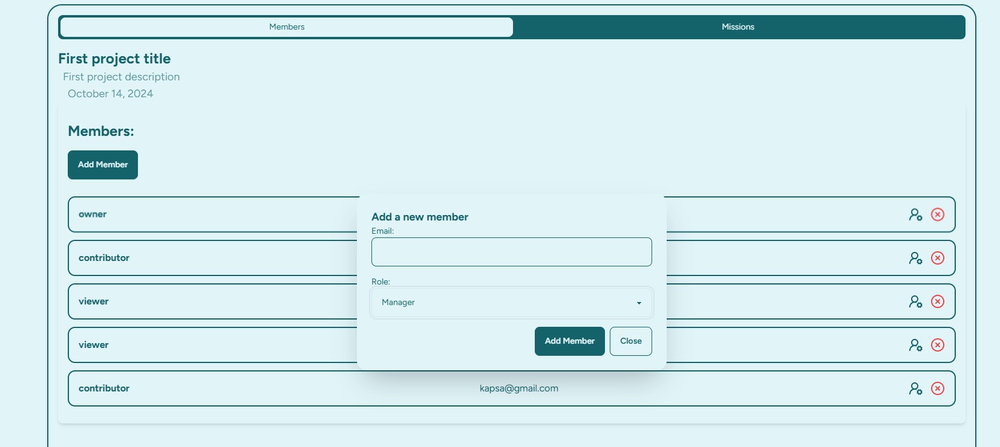 Members
Missions
First project title
First project description
October 14, 2024
Members:
Add Member
owner
contributor
viewer
viewer
contributor
kapsa@gmail.com
Add a new member
Email:
Role:
Manager
Add Member
Close